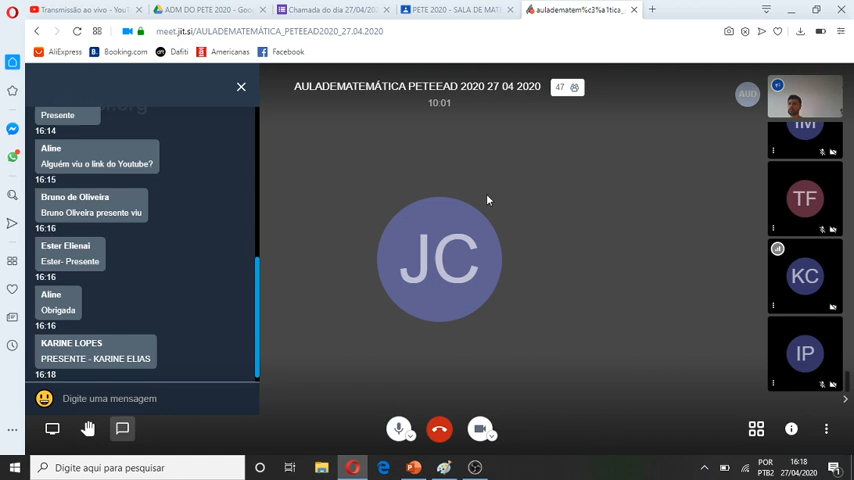 Transmissão ao vivo - YouT
ADM DO PETE 2020 - Goo
Chamada do dia 27/04/20
PETE 2020 - SALA DE MAT
auladematem%c3%a1tica_
meet.jit.si/AULADEMATEMÁTICA_PETEEAD2020_27.04.2020
AliExpress
Booking.com
Dafiti
Americanas
Facebook
Presente
16:14
Aline
Alguém viu o link do Youtube?
16:15
Bruno de Oliveira
Bruno Oliveira presente viu
16:16
Ester Elienai
Ester- Presente
16:16
Aline
Obrigada
16:16
KARINE LOPES
PRESENTE - KARINE ELIAS
16:18
Digite uma mensagem
AULADEMATEMÁTICA PETEEAD 2020 27 04 2020
47
10:01
JC
AUD
TF
KC
IP
Digite aqui para pesquisar
POR
PTB2
16:18
27/04/2020